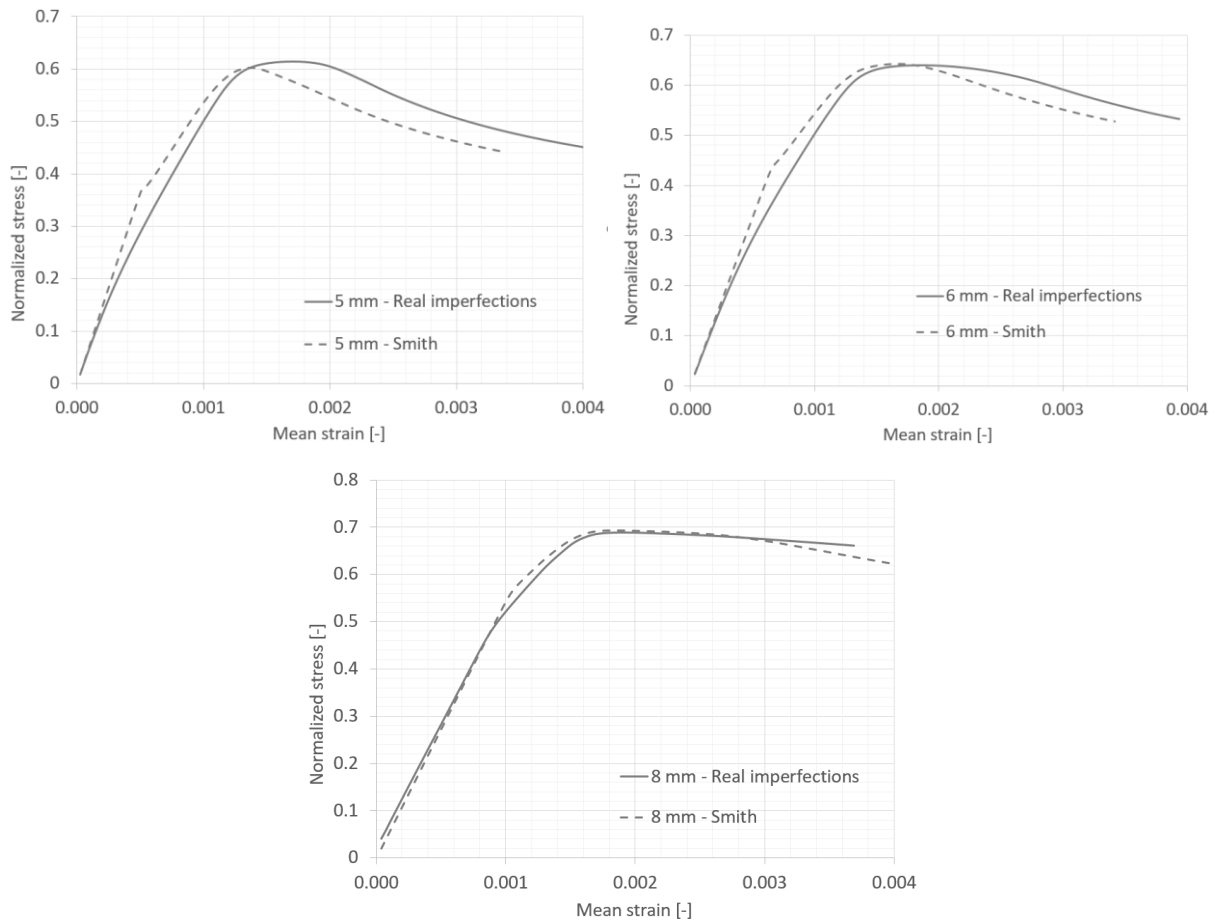 0.7
0.6
0.5
0.4
0.3
0.2
0.1
0
Normalized stress [-]
5 mm - Real imperfections
5 mm - Smith
0.000 0.001 0.002 0.003 0.004
Mean strain [-]
0.7
0.6
0.5
0.4
0.3
0.2
0.1
0
Normalized stress [-]
6 mm - Real imperfections
6 mm - Smith
0.000 0.001 0.002 0.003 0.004
Mean strain [-]
0.8
0.7
0.6
0.5
0.4
0.3
0.2
0.1
0
Normalized stress [-]
8 mm - Real imperfections
8 mm - Smith
0.000 0.001 0.002 0.003 0.004
Mean strain [-]